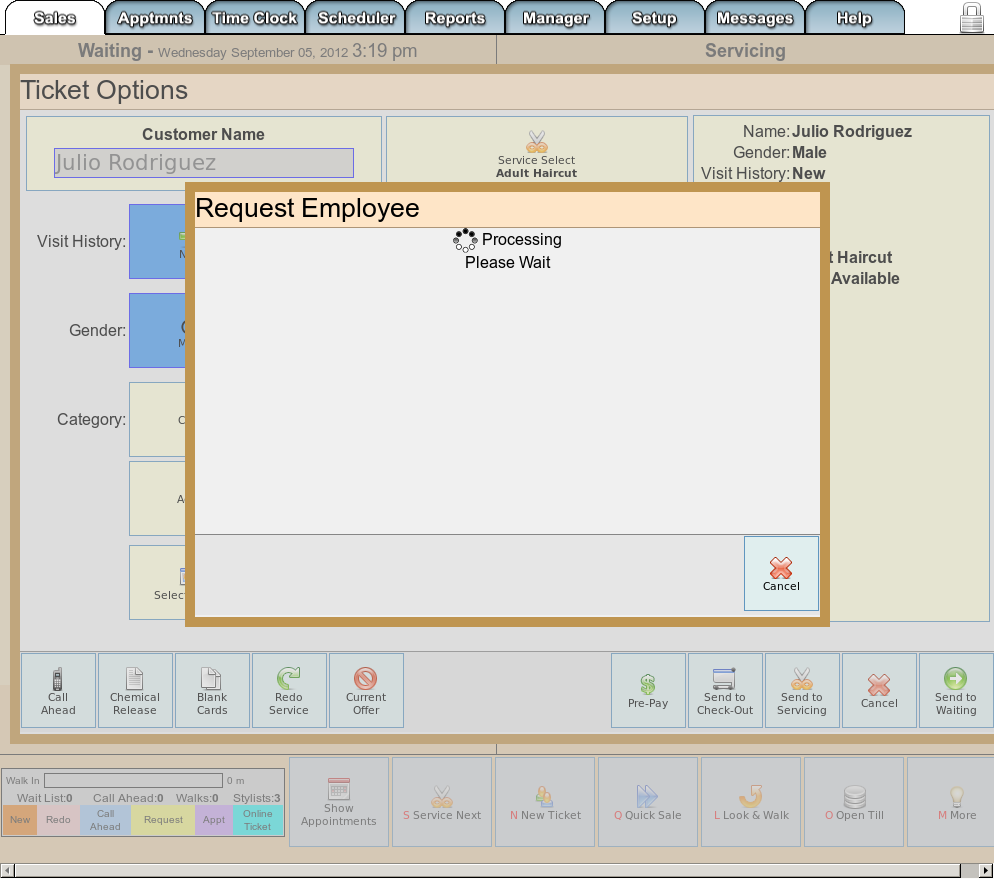 Sales Apptmnts Time Clock Scheduler Reports Manager Setup Messages Help
Waiting - Wednesday September 05, 2012 3:19 pm
Servicing
Ticket Options
Customer Name
Julio Rodriguez
Service Select
Adult Haircut
Name: Julio Rodriguez
Gender: Male
Visit History: New
t Haircut
Available
Visit History:
Gender:
Category:
Request Employee
Processing
Please Wait
Cancel
Call
Ahead
Chemical
Release
Blank
Cards
Redo
Service
Current
Offer
Pre-Pay
Send to
Check-Out
Send to
Servicing
Cancel
Send to
Waiting
Walk In 0 m
Wait List:0 Call Ahead:0 Walks:0 Stylists:3
New Redo Call Ahead Request Appt Online Ticket
Show
Appointments
S Service Next
N New Ticket
Q Quick Sale
L Look & Walk
O Open Till
M More